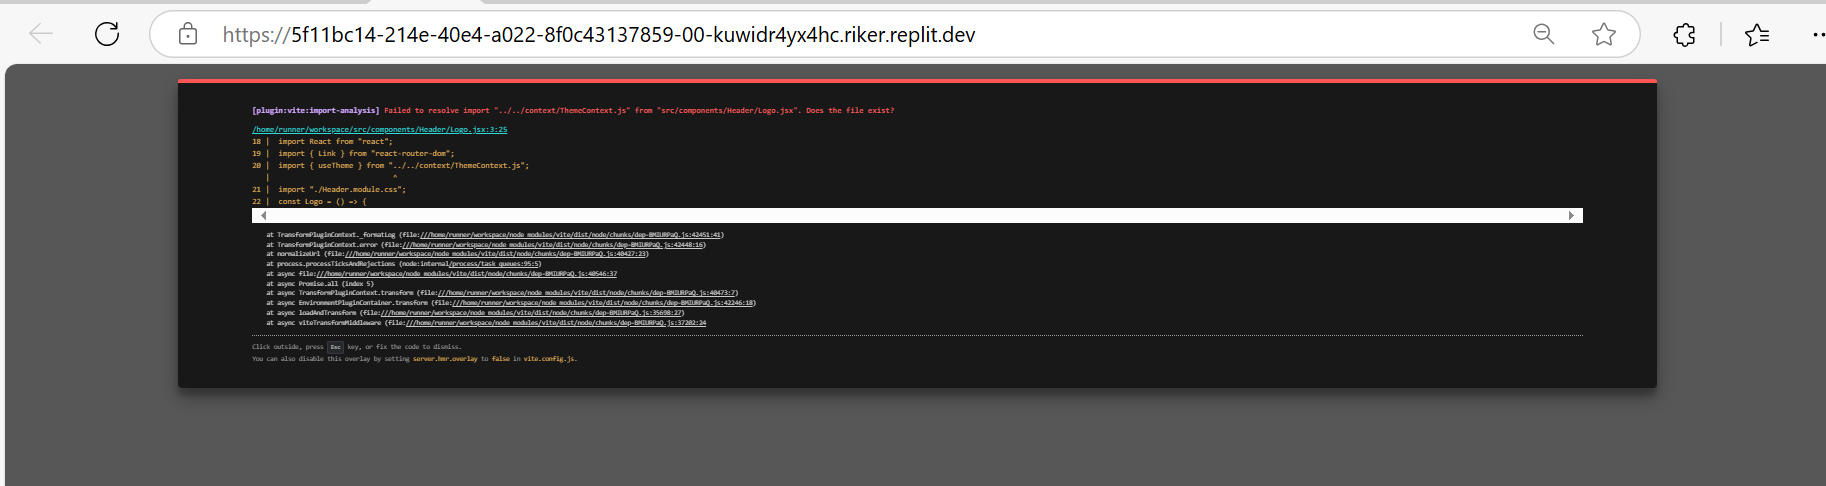 https://5f11bc14-214e-40e4-a022-8f0c43137859-00-kuwidr4yx4hc.riker.replit.dev
[plugin:vite:import-analysis] Failed to resolve import "../../context/ThemeContext.js" from "src/components/Header/Logo.jsx". Does the file exist?
/home/runner/workspace/src/components/Header/Logo.jsx:3:25
18 |  import React from "react";
19 |  import { Link } from "react-router-dom";
20 |  import { useTheme } from "../../context/ThemeContext.js";
   |                            ^
21 |  import "./Header.module.css";
22 |  const Logo = () => {
at TransformPluginContext._formatLog (file:///home/runner/workspace/node_modules/vite/dist/node/chunks/dep-BMIURPaQ.js:42451:41)
at TransformPluginContext.error (file:///home/runner/workspace/node_modules/vite/dist/node/chunks/dep-BMIURPaQ.js:42448:16)
at normalizeUrl (file:///home/runner/workspace/node_modules/vite/dist/node/chunks/dep-BMIURPaQ.js:40427:23)
at process.processTicksAndRejections (node:internal/process/task_queues:95:5)
at async file:///home/runner/workspace/node_modules/vite/dist/node/chunks/dep-BMIURPaQ.js:40546:37
at async Promise.all (index 5)
at async TransformPluginContext.transform (file:///home/runner/workspace/node_modules/vite/dist/node/chunks/dep-BMIURPaQ.js:40473:7)
at async EnvironmentPluginContainer.transform (file:///home/runner/workspace/node_modules/vite/dist/node/chunks/dep-BMIURPaQ.js:42246:18)
at async loadAndTransform (file:///home/runner/workspace/node_modules/vite/dist/node/chunks/dep-BMIURPaQ.js:35698:27)
at async viteTransformMiddleware (file:///home/runner/workspace/node_modules/vite/dist/node/chunks/dep-BMIURPaQ.js:37202:24
Click outside, press Esc key, or fix the code to dismiss.
You can also disable this overlay by setting server.hmr.overlay to false in vite.config.js.